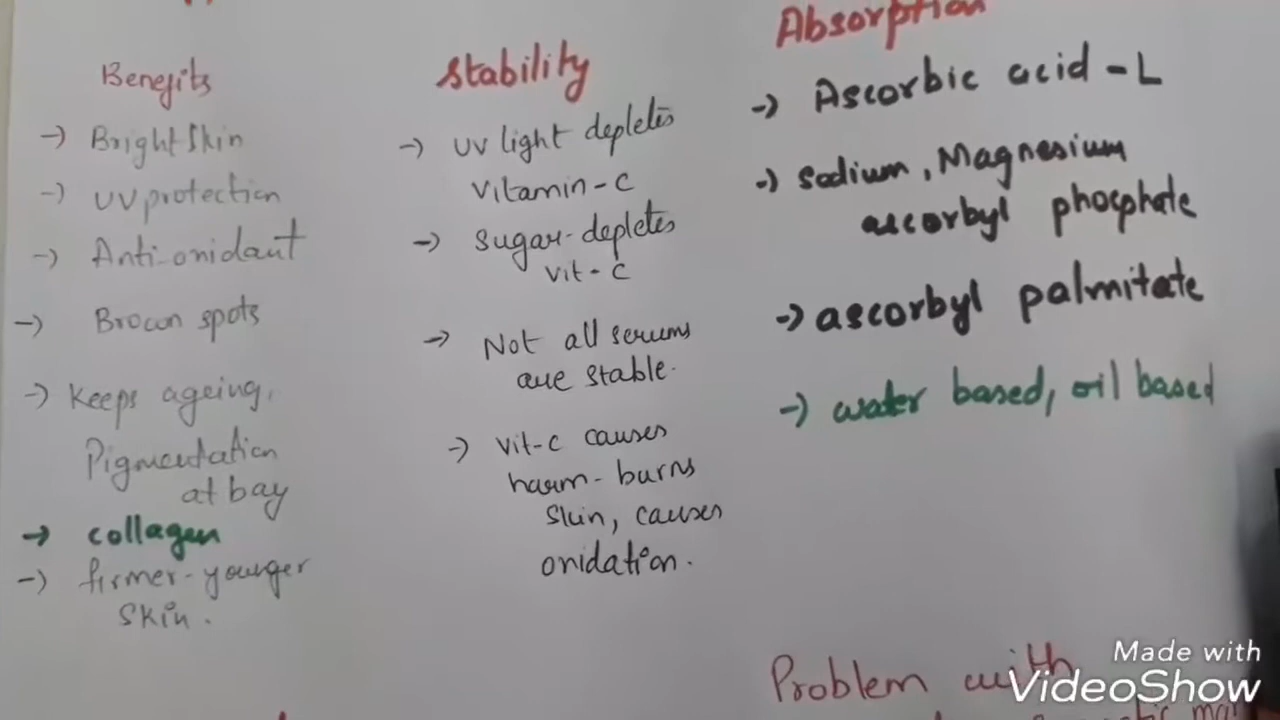 Benefits
-> Bright Skin
-> UV protection
-> Anti-onidant
-> Brown spots
-> Keeps ageing,
Pigmentation
at bay
-> collagen
-> firmer-younger
skin.
Stability
-> UV light depletes
Vitamin-C
-> Sugar-depletes
Vit-C
-> Not all serums
are stable.
-> Vit-C causes
harm-burns
skin, causes
onidation.
Absorption
-> Ascorbic acid-L
-> Sodium, Magnesium
ascorbyl phosphate
-> ascorbyl palmitate
-> water based, oil based
Problem with
Made with
VideoShow